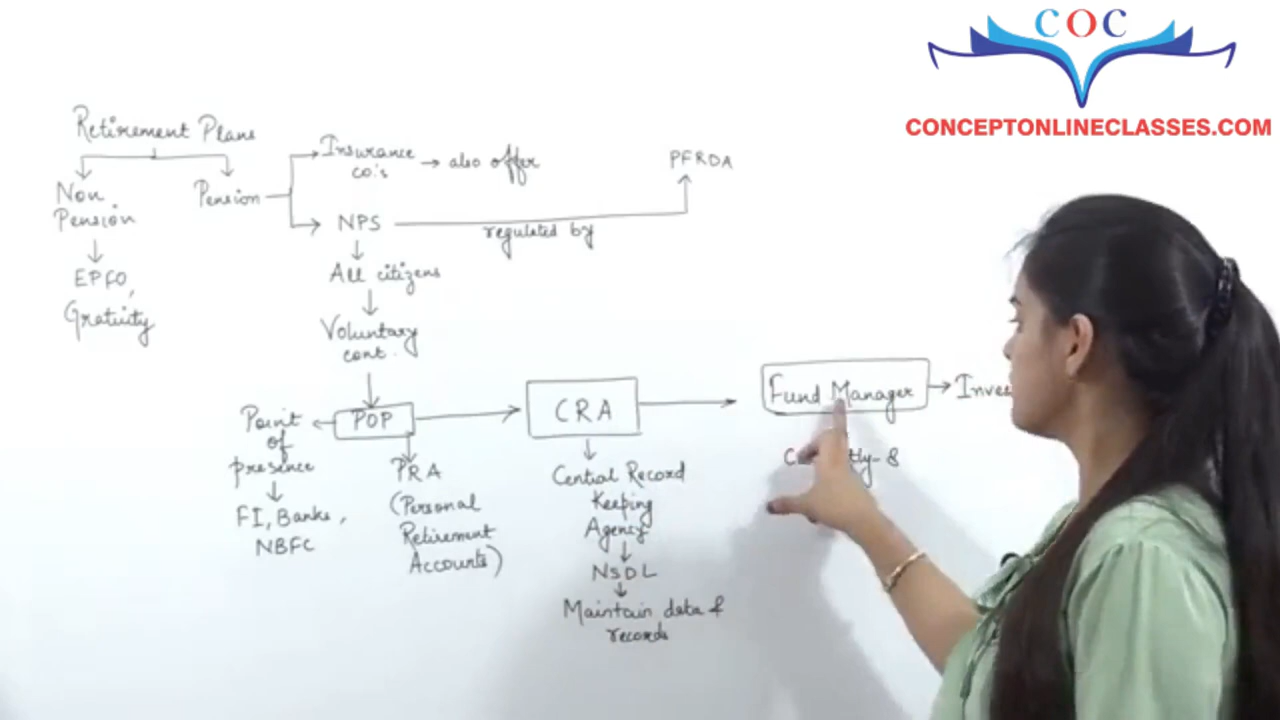 COC
CONCEPTONLINECLASSES.COM
Retirement Plans
Non
Pension
EPFO,
Gratuity
Pension
Insurance
co's
also offer
NPS
regulated by
PFRDA
All citizens
Voluntary
cont.
POP
Point
of
presence
FI, Banks,
NBFC
PRA
(Personal
Retirement
Accounts)
CRA
Central Record
Keeping
Agency
NSDL
Maintain data &
records
Fund Manager
8